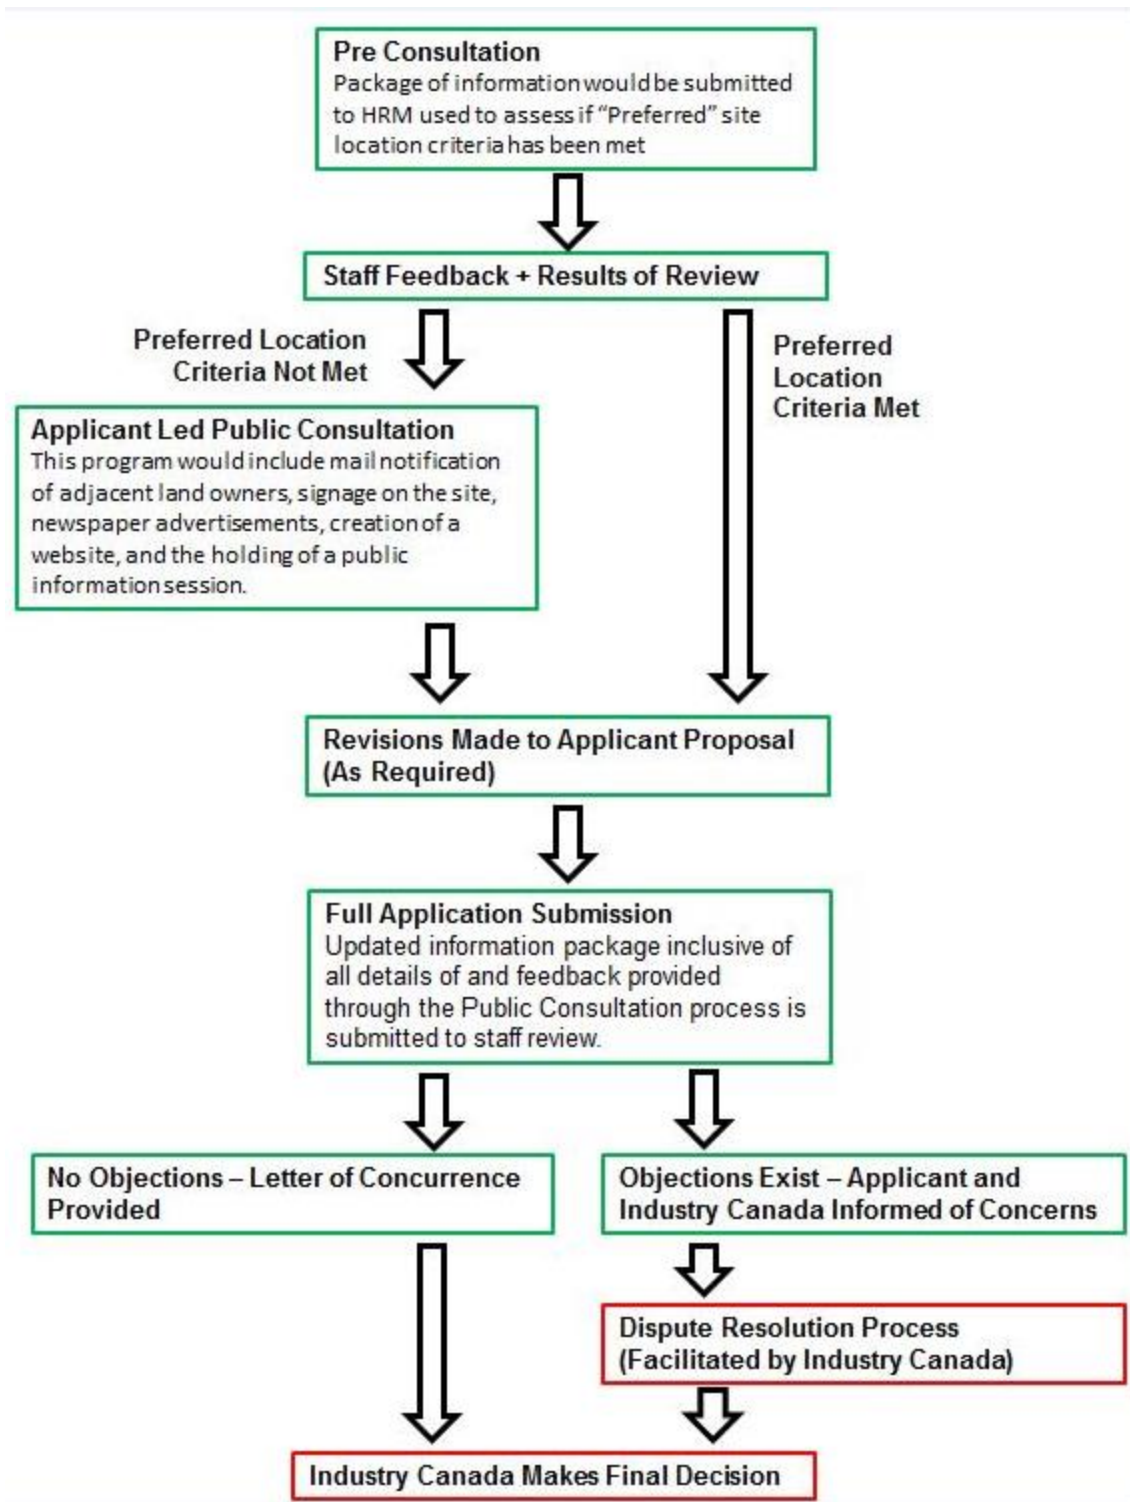 Pre Consultation
Package of information would be submitted
to HRM used to assess if “Preferred” site
location criteria has been met
Staff Feedback + Results of Review
Preferred Location
Criteria Not Met
Preferred
Location
Criteria Met
Applicant Led Public Consultation
This program would include mail notification
of adjacent land owners, signage on the site,
newspaper advertisements, creation of a
website, and the holding of a public
information session.
Revisions Made to Applicant Proposal
(As Required)
Full Application Submission
Updated information package inclusive of
all details of and feedback provided
through the Public Consultation process is
submitted to staff review.
No Objections – Letter of Concurrence
Provided
Objections Exist – Applicant and
Industry Canada Informed of Concerns
Dispute Resolution Process
(Facilitated by Industry Canada)
Industry Canada Makes Final Decision